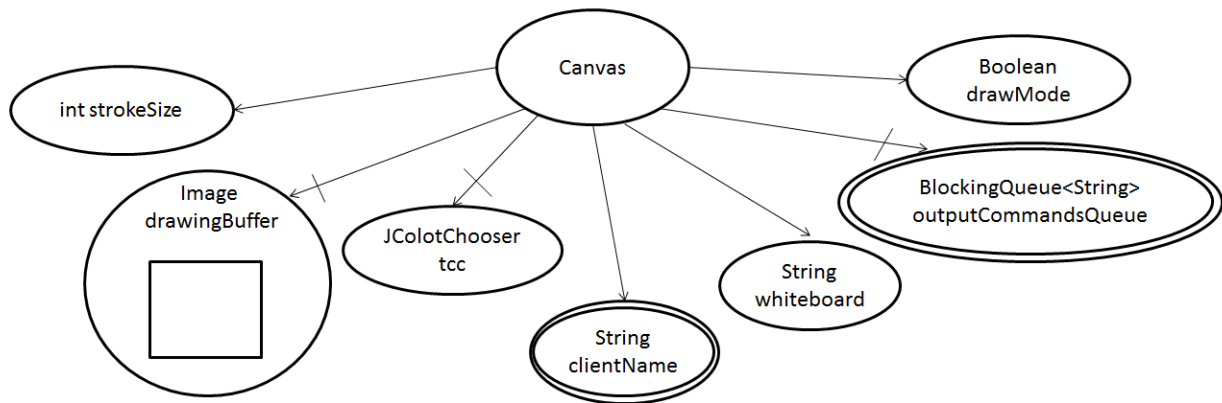 Canvas
Boolean
drawMode
int strokeSize
Image
drawingBuffer
JColotChooser
tcc
BlockingQueue<String>
outputCommandsQueue
String
whiteboard
String
clientName